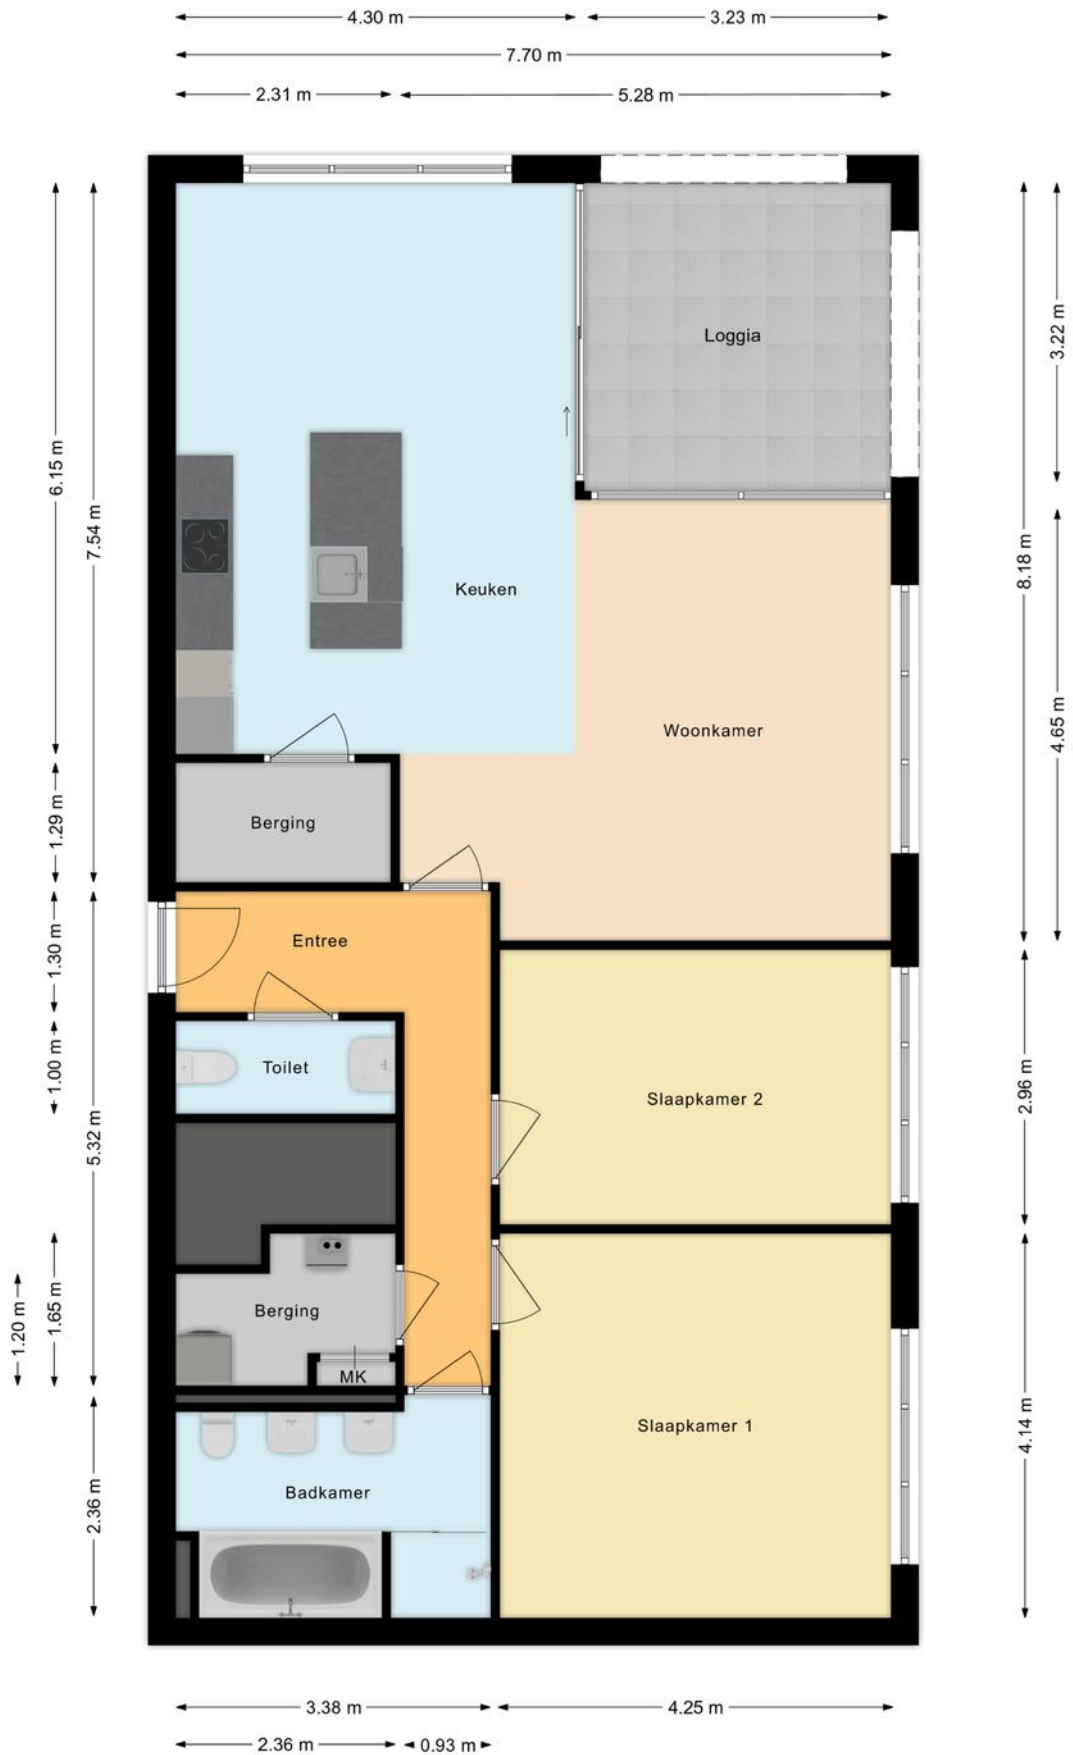 4.30 m
3.23 m
7.70 m
2.31 m
5.28 m
Loggia
3.22 m
6.15 m
7.54 m
8.18 m
Keuken
4.65 m
Woonkamer
1.29 m
Berging
1.30 m
Entree
1.00 m
Toilet
5.32 m
Slaapkamer 2
2.96 m
1.20 m
1.65 m
Berging
MK
Slaapkamer 1
4.14 m
2.36 m
Badkamer
3.38 m
4.25 m
2.36 m
0.93 m